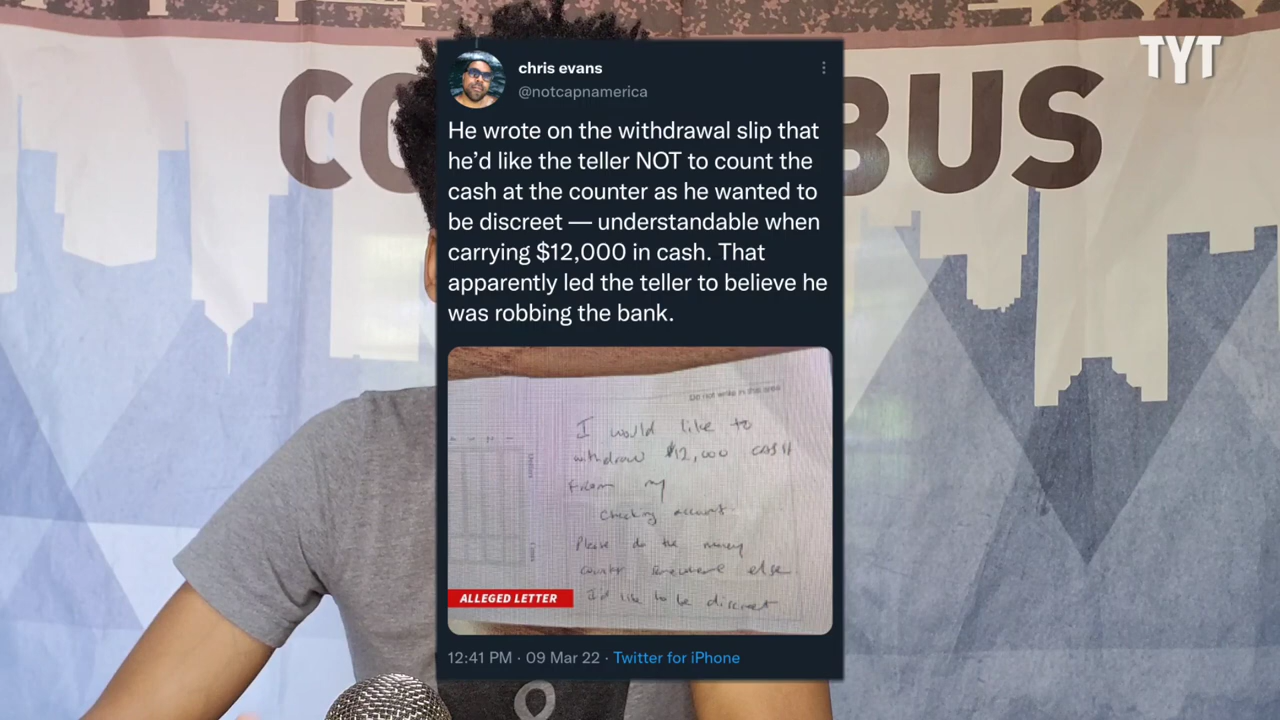 CO
BUS
TYT
chris evans
@notcapnamerica
He wrote on the withdrawal slip that
he’d like the teller NOT to count the
cash at the counter as he wanted to
be discreet — understandable when
carrying $12,000 in cash. That
apparently led the teller to believe he
was robbing the bank.
Do not write in this area
I would like to
withdraw $12,000 CASH
from my
checking account.
Please do the money
counter somewhere else.
I'd like to be discreet
ALLEGED LETTER
12:41 PM · 09 Mar 22 · Twitter for iPhone